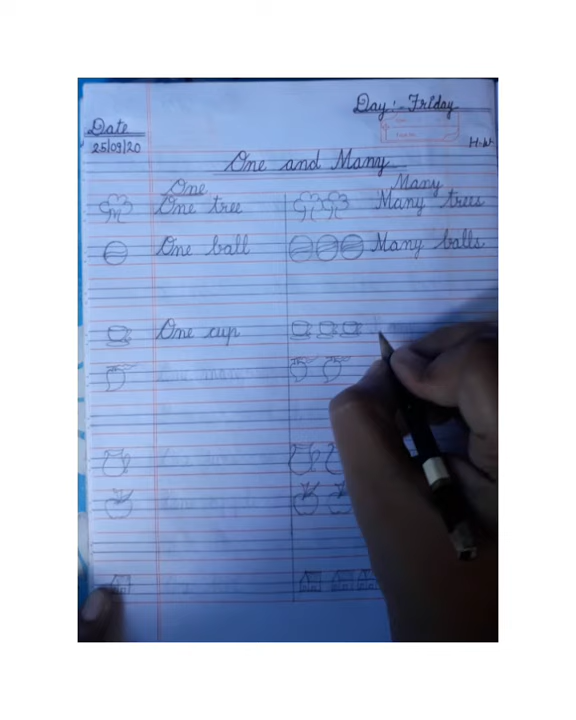 Day:- Friday
Date
25/09/20
H.W.
One and Many
One Many
One tree Many trees
One ball Many balls
One cup